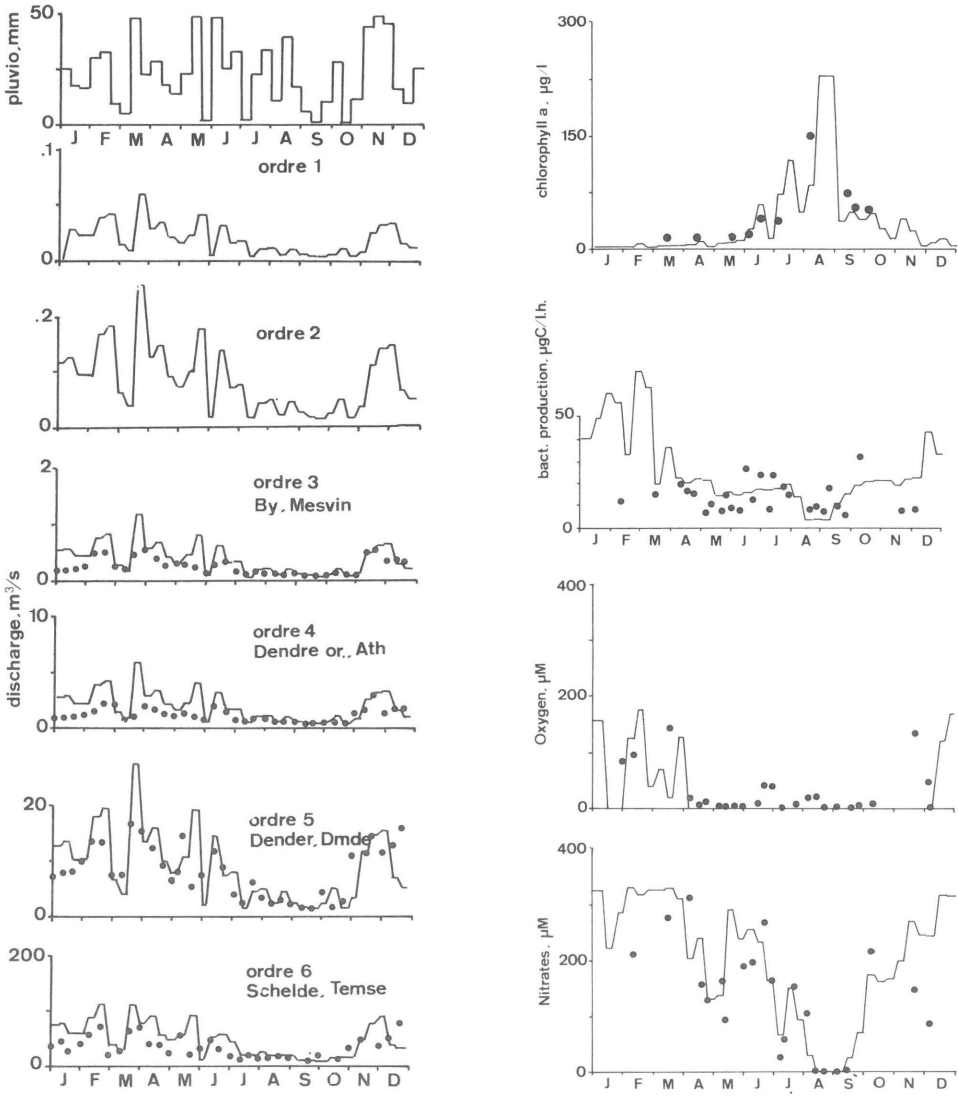 pluvio, mm
50
0
J F M A M J J A S O N D
ordre 1
.1
0
ordre 2
.2
0
ordre 3
By, Mesvin
2
0
discharge. m³/s
ordre 4
Dendre or., Ath
10
0
ordre 5
Dender, Dmde
20
0
ordre 6
Schelde, Temse
200
0
J F M A M J J A S O N D
chlorophyll a, µg/l
300
150
0
J F M A M J J A S O N D
bact. production, µgC/l.h.
50
0
J F M A M J J A S O N D
Oxygen, µM
400
200
0
Nitrates, µM
400
200
0
J F M A M J J A S O N D